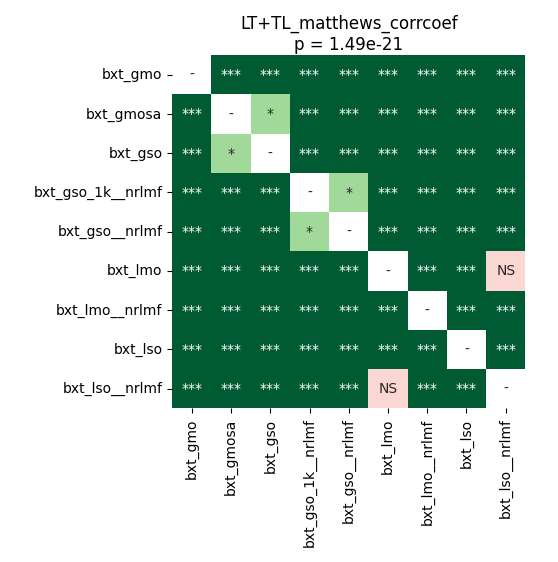 LT+TL_matthews_corrcoef
p = 1.49e-21
bxt_gmo - *** *** *** *** *** *** *** ***
bxt_gmosa *** - * *** *** *** *** *** ***
bxt_gso *** * - *** *** *** *** *** ***
bxt_gso_1k__nrlmf *** *** *** - * *** *** *** ***
bxt_gso__nrlmf *** *** *** * - *** *** *** ***
bxt_lmo *** *** *** *** *** - *** *** NS
bxt_lmo__nrlmf *** *** *** *** *** *** - *** ***
bxt_lso *** *** *** *** *** *** *** - ***
bxt_lso__nrlmf *** *** *** *** *** NS *** *** -
bxt_gmo
bxt_gmosa
bxt_gso
bxt_gso_1k__nrlmf
bxt_gso__nrlmf
bxt_lmo
bxt_lmo__nrlmf
bxt_lso
bxt_lso__nrlmf